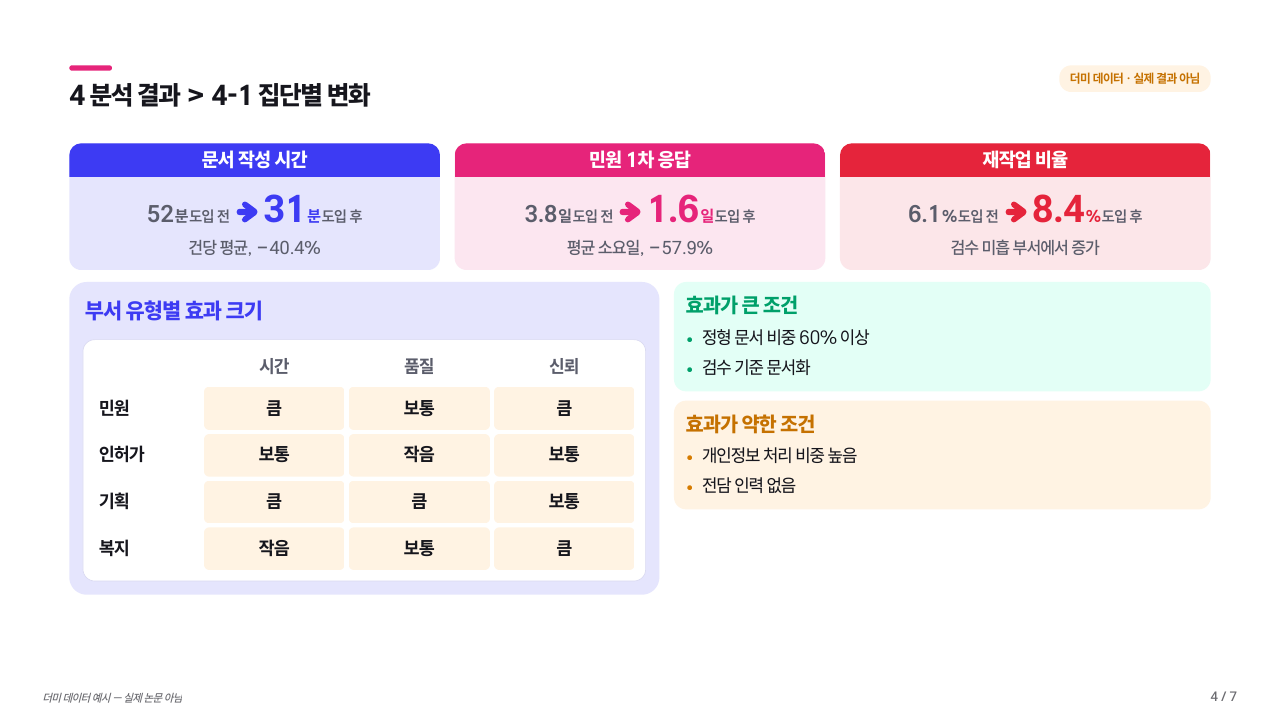 4 분석 결과 > 4-1 집단별 변화
더미 데이터 · 실제 결과 아님
문서 작성 시간
52분 도입 전 ➔ 31분 도입 후
건당 평균, −40.4%
민원 1차 응답
3.8일 도입 전 ➔ 1.6일 도입 후
평균 소요일, −57.9%
재작업 비율
6.1% 도입 전 ➔ 8.4% 도입 후
검수 미흡 부서에서 증가
부서 유형별 효과 크기
시간 품질 신뢰
민원 큼 보통 큼
인허가 보통 작음 보통
기획 큼 큼 보통
복지 작음 보통 큼
효과가 큰 조건
• 정형 문서 비중 60% 이상
• 검수 기준 문서화
효과가 약한 조건
• 개인정보 처리 비중 높음
• 전담 인력 없음
더미 데이터 예시 — 실제 논문 아님
4 / 7